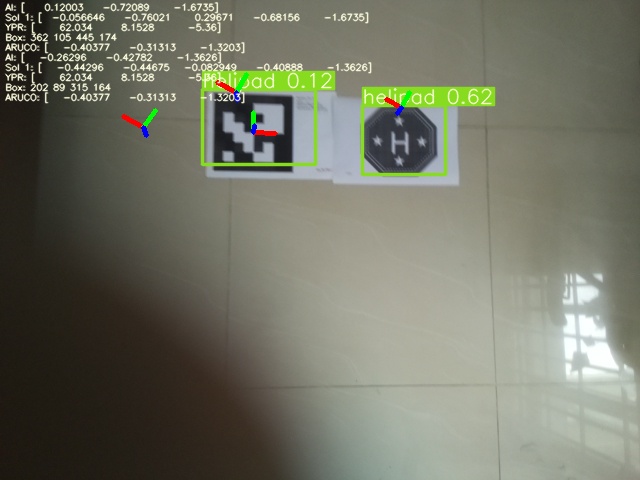 AI: [ 0.12003 -0.72089 -1.6735]
Sol 1: [ -0.056646 -0.76021 0.29671 -0.68156 -1.6735]
YPR: [ 62.034 8.1528 -5.36]
Box: 362 105 445 174
ARUCO: [ -0.40377 -0.31313 -1.3203]
AI: [ -0.26296 -0.42782 -1.3626]
Sol 1: [ -0.44296 -0.44675 -0.082949 -0.40888 -1.3626]
YPR: [ 62.034 8.1528 -5.36]
Box: 202 89 315 164
ARUCO: [ -0.40377 -0.31313 -1.3203]
helipad 0.12
helipad 0.62
H